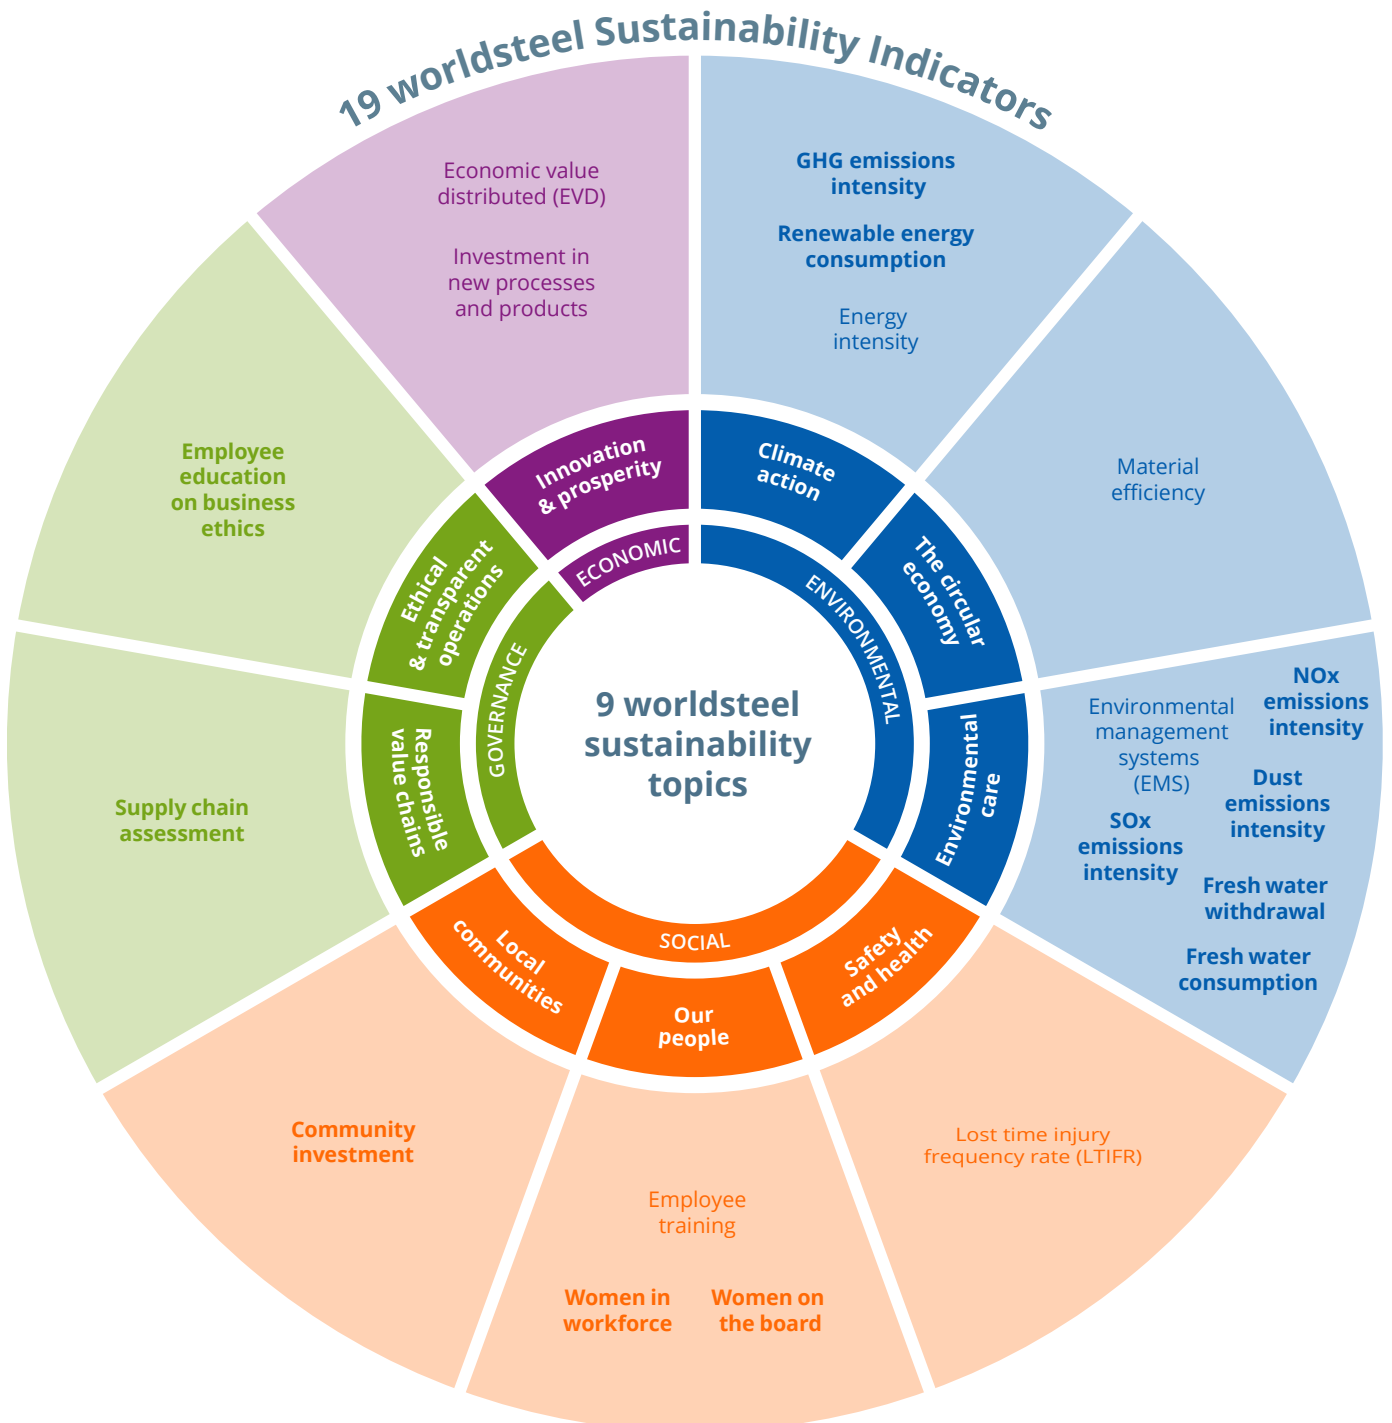 19 worldsteel Sustainability Indicators
Economic value
distributed (EVD)
Investment in
new processes
and products
GHG emissions
intensity
Renewable energy
consumption
Energy
intensity
Material
efficiency
NOx
emissions
intensity
Environmental
management
systems
(EMS)
Dust
emissions
intensity
SOx
emissions
intensity
Fresh water
withdrawal
Fresh water
consumption
Lost time injury
frequency rate (LTIFR)
Employee
training
Women in
workforce
Women on
the board
Community
investment
Supply chain
assessment
Employee
education
on business
ethics
Innovation
& prosperity
Climate
action
The circular
economy
Environmental
care
Safety
and health
Our
people
Local
communities
Responsible
value chains
Ethical
& transparent
operations
ECONOMIC
ENVIRONMENTAL
SOCIAL
GOVERNANCE
9 worldsteel
sustainability
topics